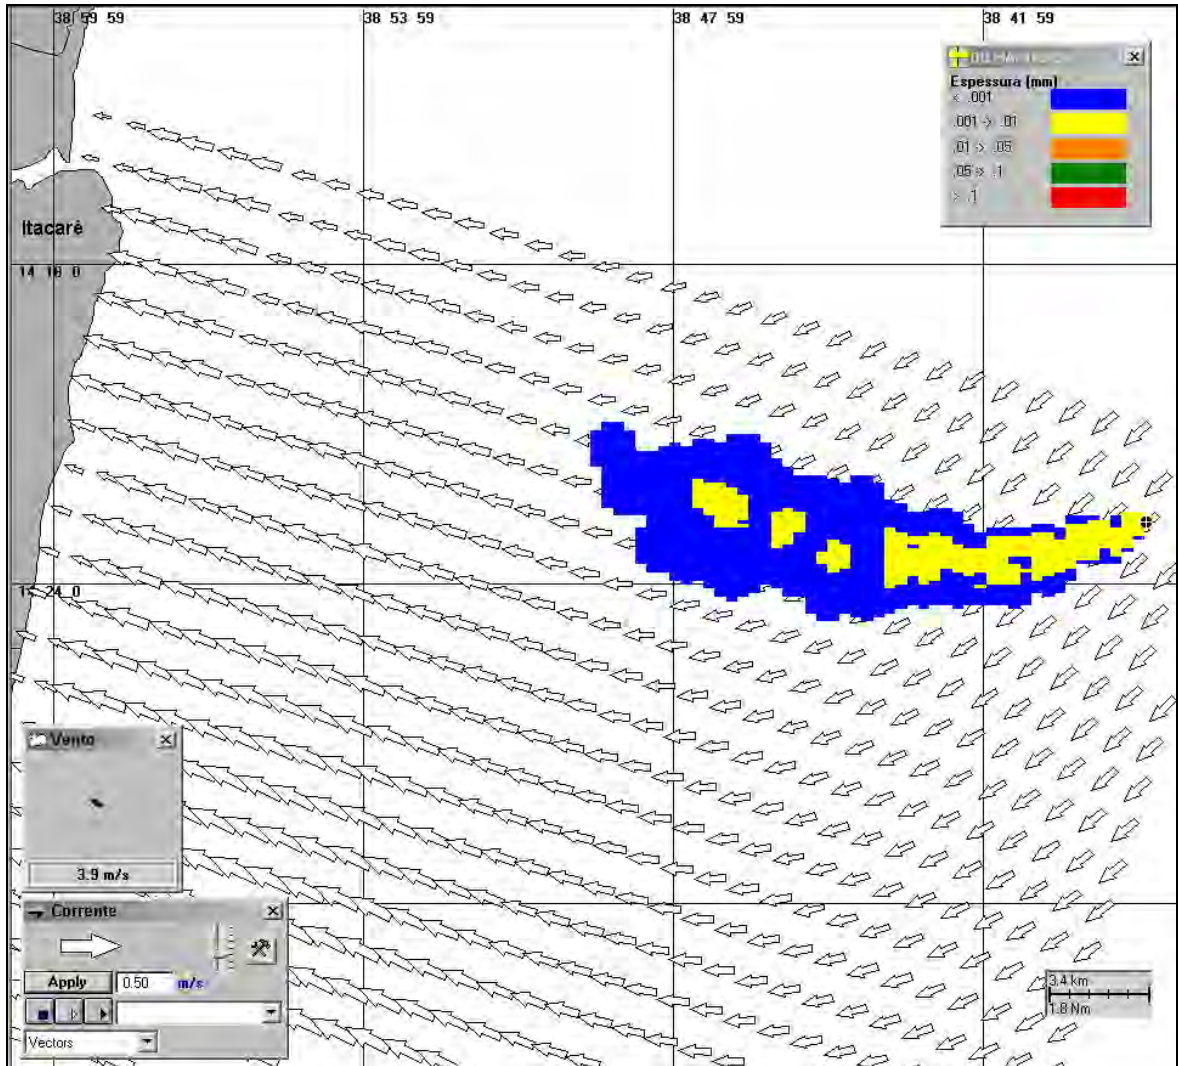 38 59 59
38 53 59
38 47 59
38 41 59
Espessura (mm)
< .001
.001 -> .01
.01 -> .05
.05 -> .1
> .1
Itacaré
14 18 0
24 0
Vento
3.9 m/s
Corrente
Apply 0.50 m/s
Vectors
3.4 km
1.8 Nm